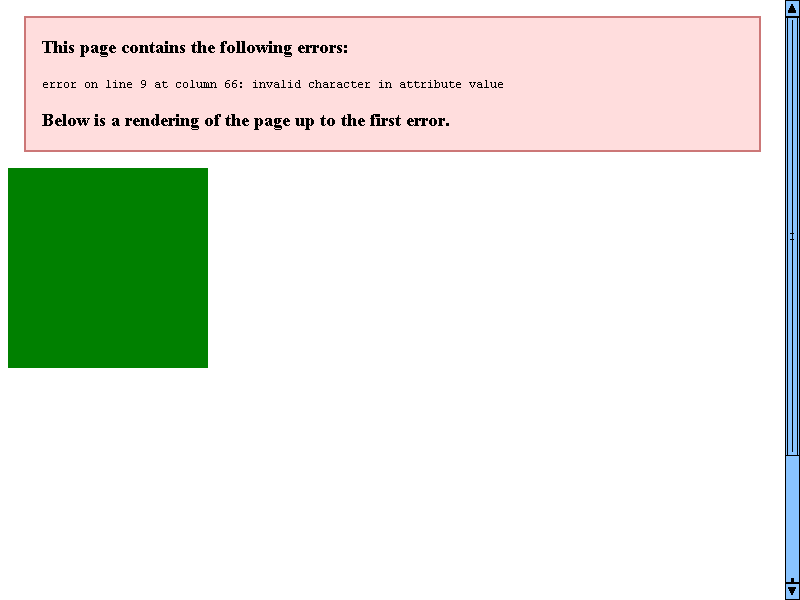 This page contains the following errors:
error on line 9 at column 66: invalid character in attribute value
Below is a rendering of the page up to the first error.